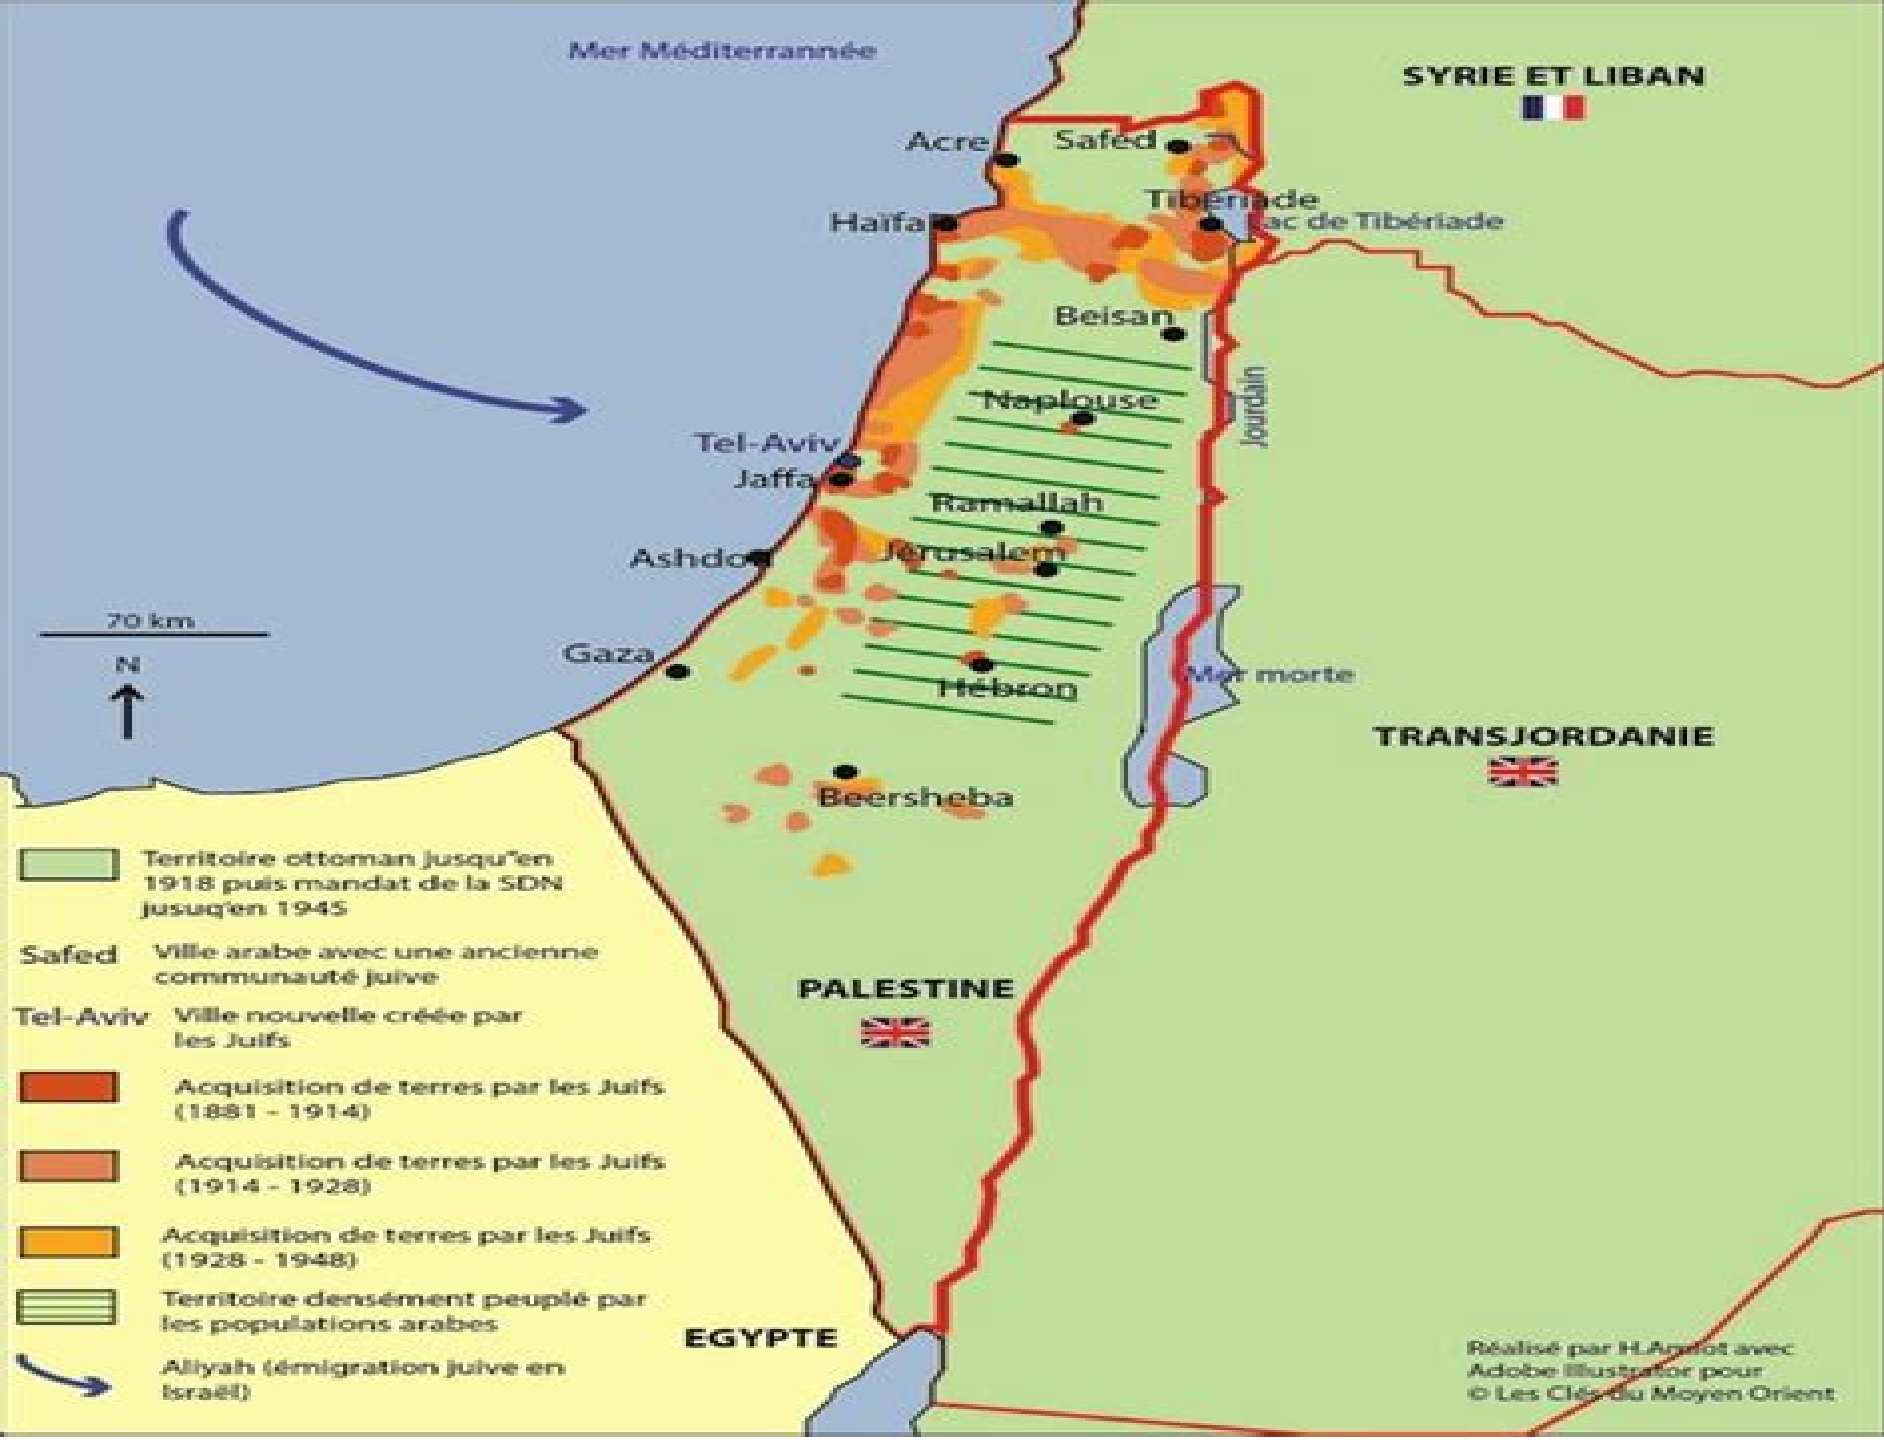 Mer Méditerrannée
SYRIE ET LIBAN
Acre
Safed
Tibériade
Haïfa
ac de Tibériade
Beisan
Jourdain
Naplouse
Tel-Aviv
Jaffa
Ramallah
Jérusalem
Ashdod
70 km
N
Gaza
Hébron
Mer morte
TRANSJORDANIE
Beersheba
PALESTINE
EGYPTE
Territoire ottoman jusqu'en
1918 puis mandat de la SDN
jusuq'en 1945
Safed Ville arabe avec une ancienne
communauté juive
Tel-Aviv Ville nouvelle créée par
les Juifs
Acquisition de terres par les Juifs
(1881 - 1914)
Acquisition de terres par les Juifs
(1914 - 1928)
Acquisition de terres par les Juifs
(1928 - 1948)
Territoire densément peuplé par
les populations arabes
Aliyah (émigration juive en
Israël)
Réalisé par avec
Adobe Illustrator pour
© Les Clés du Moyen Orient